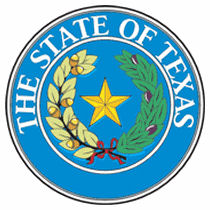 THE STATE OF TEXAS